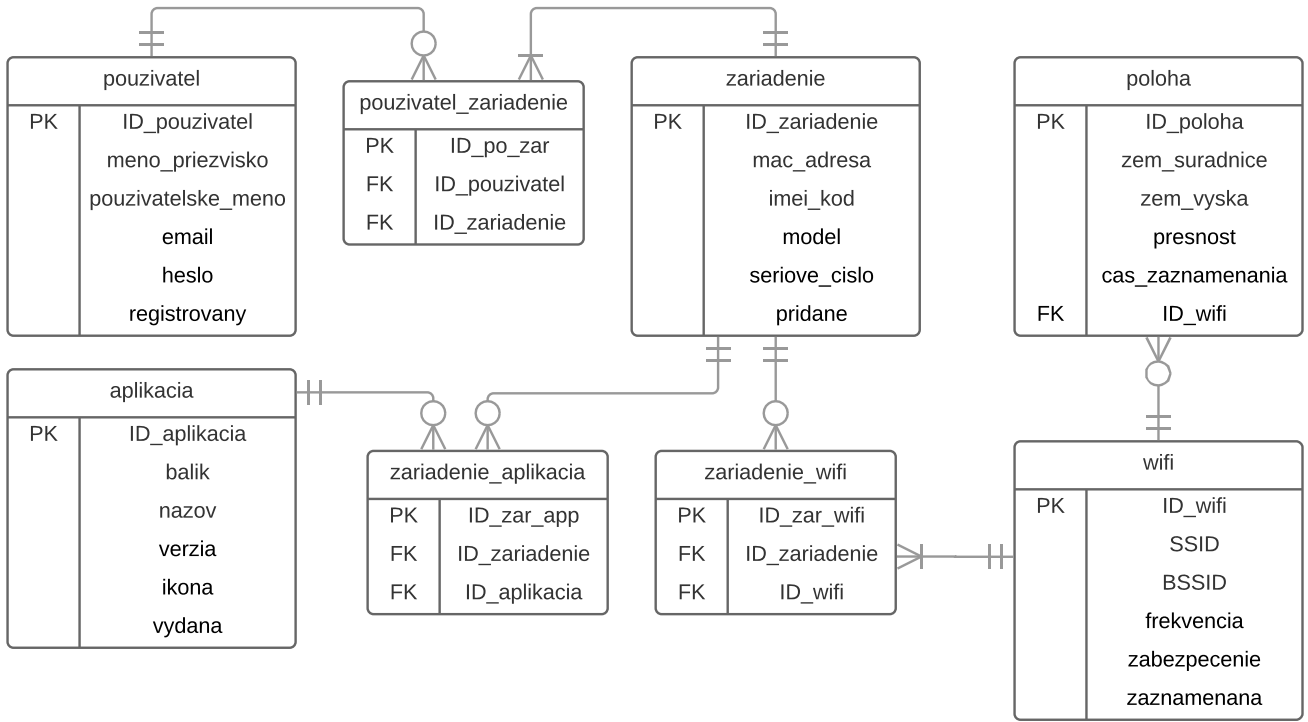 pouzivatel
PK ID_pouzivatel
meno_priezvisko
pouzivatelske_meno
email
heslo
registrovany
pouzivatel_zariadenie
PK ID_po_zar
FK ID_pouzivatel
FK ID_zariadenie
zariadenie
PK ID_zariadenie
mac_adresa
imei_kod
model
seriove_cislo
pridane
poloha
PK ID_poloha
zem_suradnice
zem_vyska
presnost
cas_zaznamenania
FK ID_wifi
aplikacia
PK ID_aplikacia
balik
nazov
verzia
ikona
vydana
zariadenie_aplikacia
PK ID_zar_app
FK ID_zariadenie
FK ID_aplikacia
zariadenie_wifi
PK ID_zar_wifi
FK ID_zariadenie
FK ID_wifi
wifi
PK ID_wifi
SSID
BSSID
frekvencia
zabezpecenie
zaznamenana